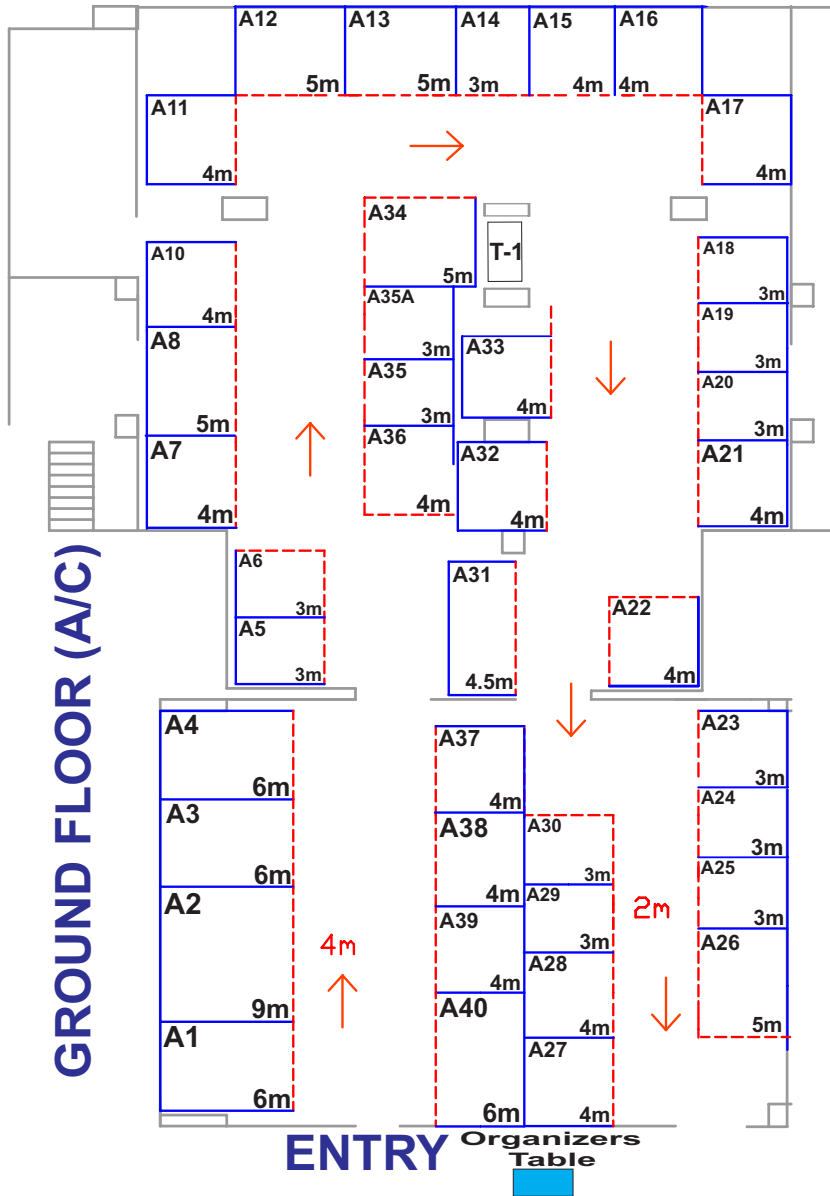 A12 A13 A14 A15 A16
5m 5m 3m 4m 4m
A11 A17
4m 4m
A34
T-1
5m
A10 A18
4m 3m
A35A
3m
A8 A33 A19
5m 4m 3m
A35 A20
3m 3m
A7 A36 A32 A21
4m 4m 4m 4m
A6
3m
A5
3m
A31
4.5m
A22
4m
GROUND FLOOR (A/C)
A4 A37 A23
6m 4m 3m
A3 A38 A30 A24
6m 4m 3m 3m
A2 A39 A29 A25
9m 4m 3m 3m
4m 2m
A28 A26
4m 5m
A1 A40 A27
6m 6m 4m
ENTRY
Organizers
Table